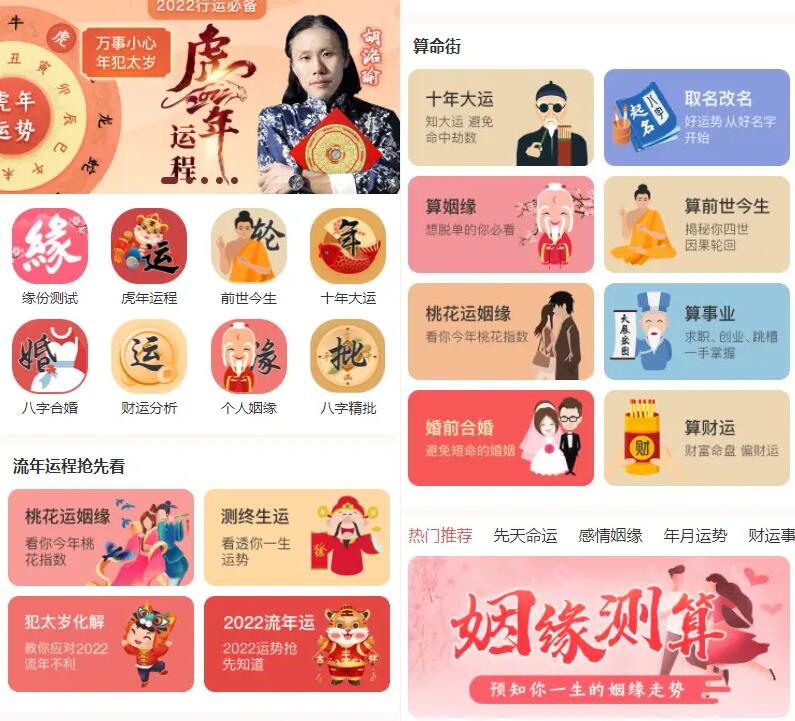 2022行运必备
万事小心
年犯太岁
虎年
运程
胡洺瑜
牛
虎
丑
寅
卯
辰
巳
午
未
龙
蛇
虎年
运势
緣
运
轮
年
缘份测试
虎年运程
前世今生
十年大运
婚
运
缘
批
八字合婚
财运分析
个人姻缘
八字精批
流年运程抢先看
桃花运姻缘
看你今年桃
花指数
测终生运
看透你一生
运势
犯太岁化解
教你应对2022
流年不利
2022流年运
2022运势抢
先知道
吉
祥
算命街
十年大运
知大运 避免
命中劫数
取名改名
好运势 从好名字
开始
八字
起名
算姻缘
想脱单的你必看
算前世今生
揭秘你四世
因果轮回
桃花运姻缘
看你今年桃花指数
算事业
求职、创业、跳槽
一手掌握
大展宏图
婚前合婚
避免短命的婚姻
算财运
财富命盘 偏财运
财
热门推荐
先天命运
感情姻缘
年月运势
财运事
姻缘测算
预知你一生的姻缘走势